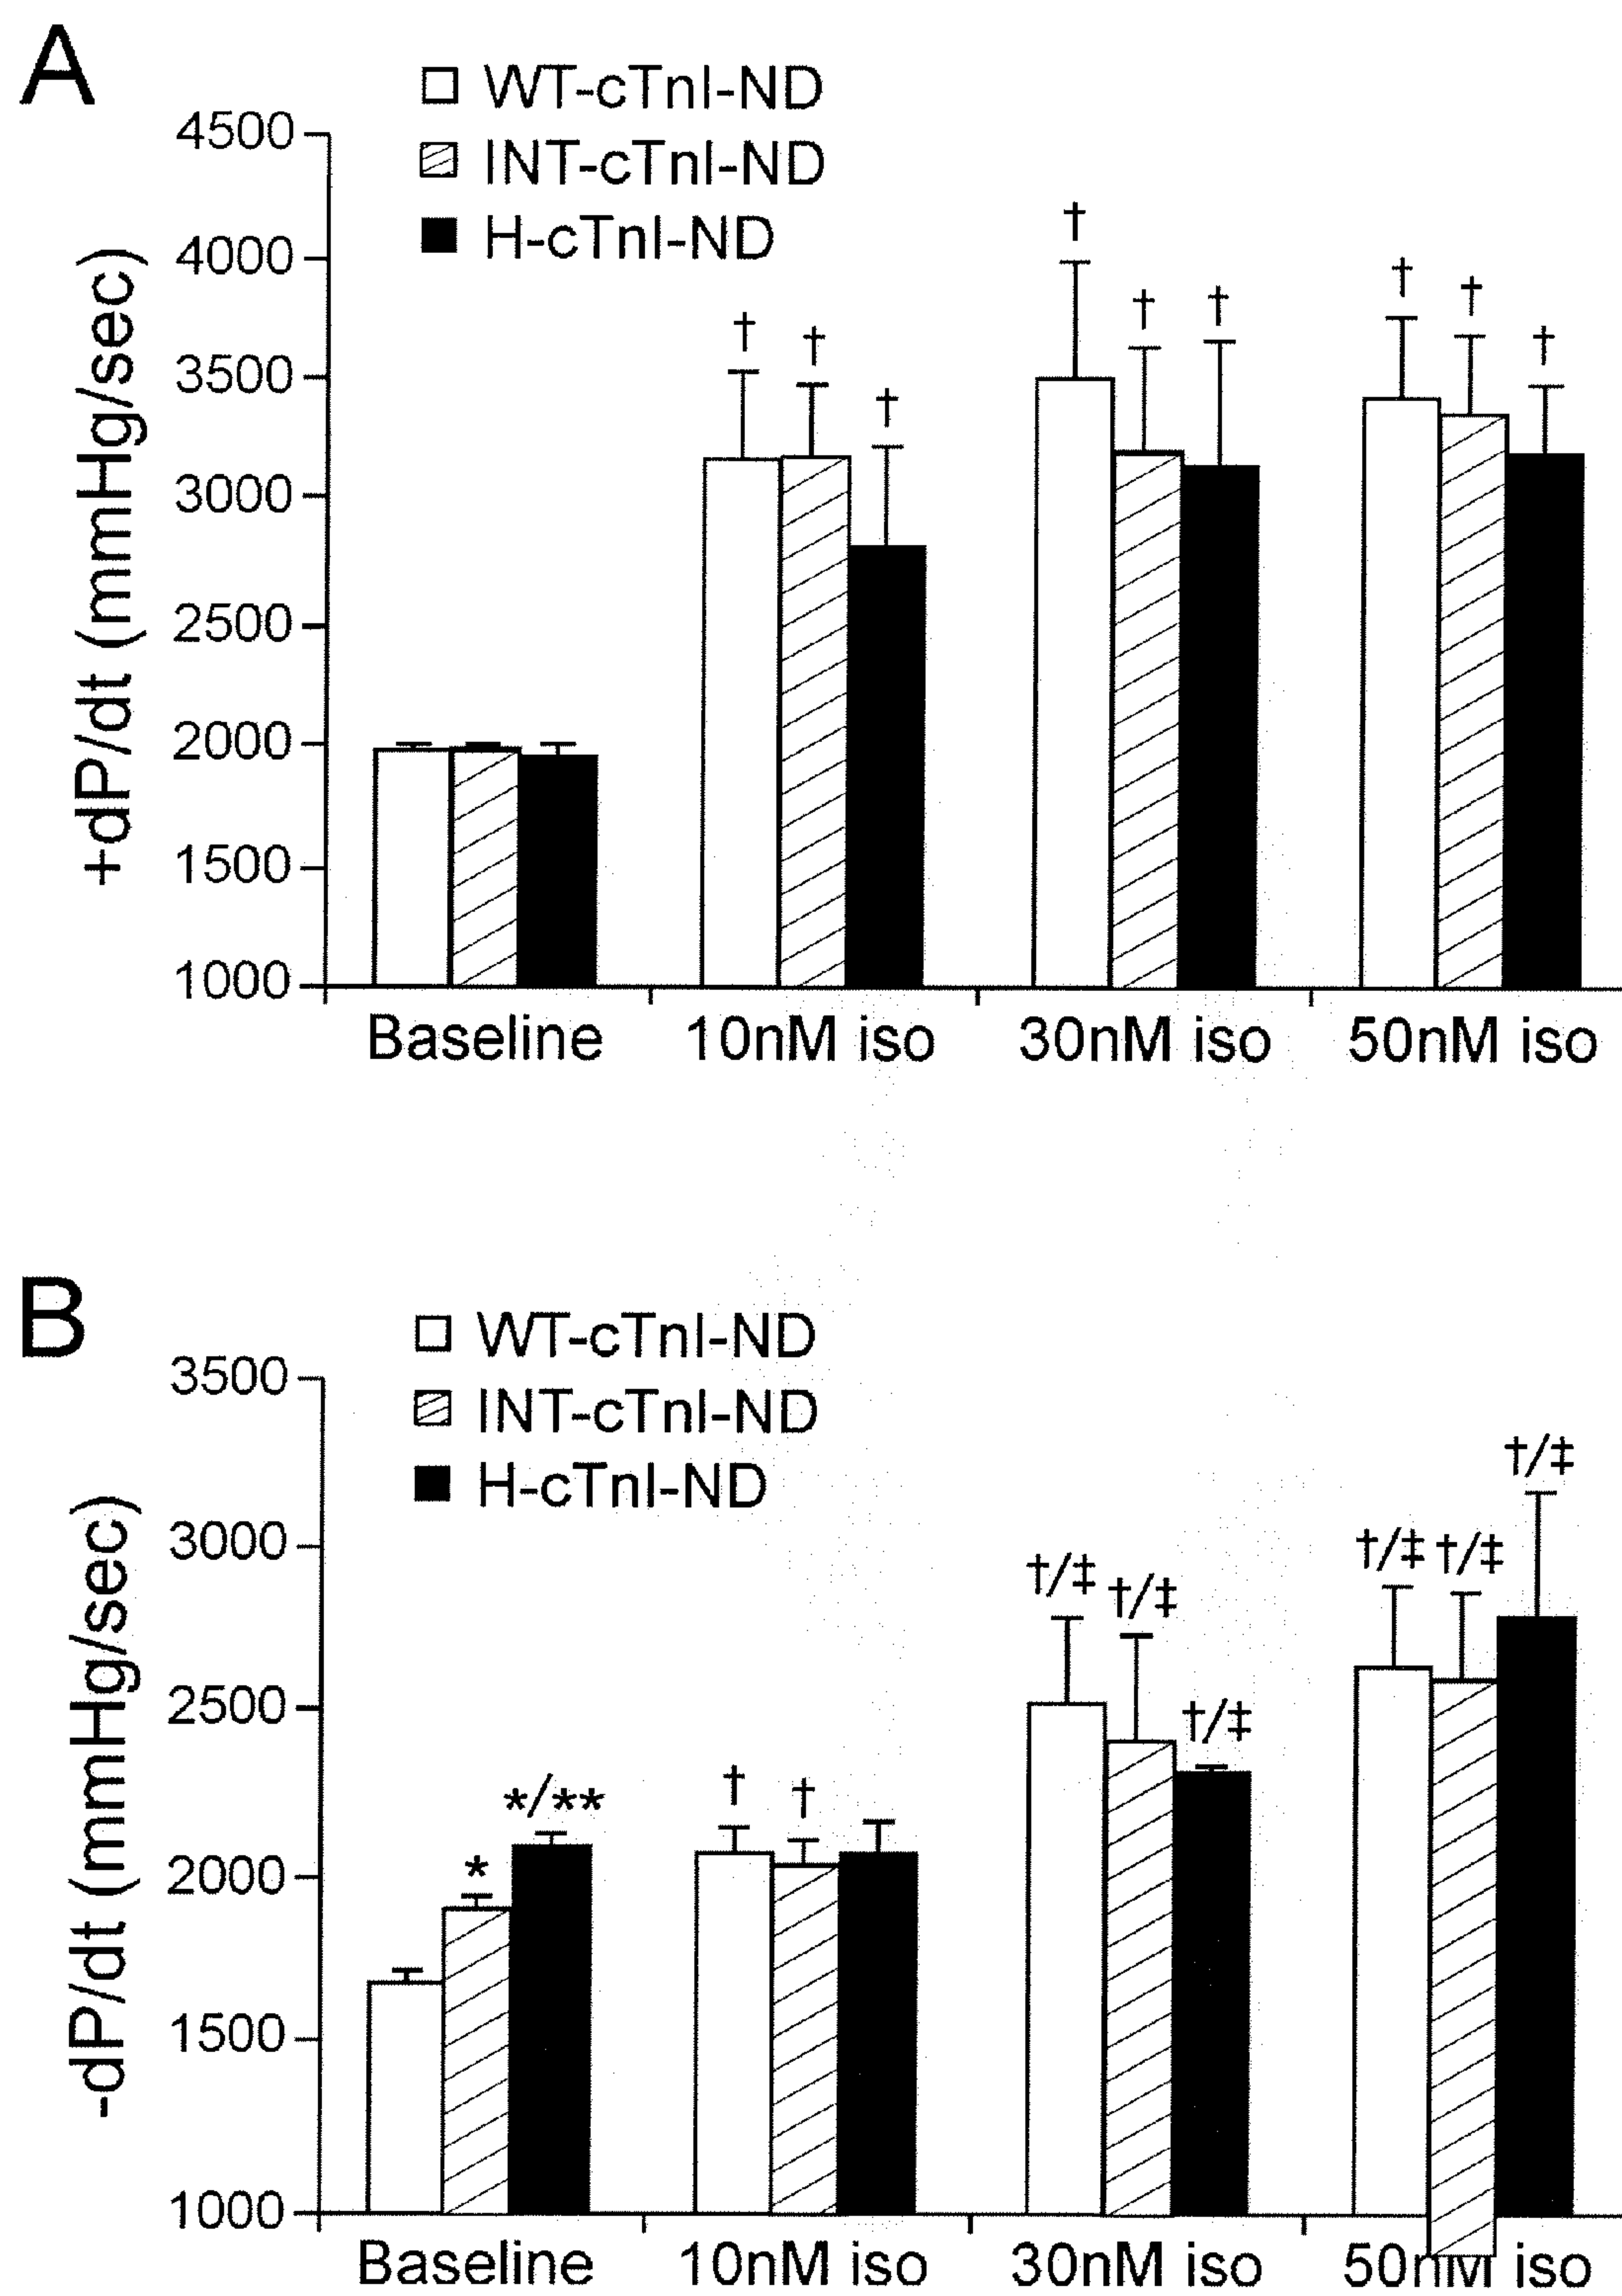 A
WT-cTnI-ND
INT-cTnI-ND
H-cTnI-ND
+dP/dt (mmHg/sec)
4500
4000
3500
3000
2500
2000
1500
1000
† † †
† † †
† † †
Baseline 10nM iso 30nM iso 50nM iso
B
WT-cTnI-ND
INT-cTnI-ND
H-cTnI-ND
-dP/dt (mmHg/sec)
3500
3000
2500
2000
1500
1000
* */**
† †
†/‡ †/‡ †/‡
†/‡ †/‡ †/‡
Baseline 10nM iso 30nM iso 50nM iso